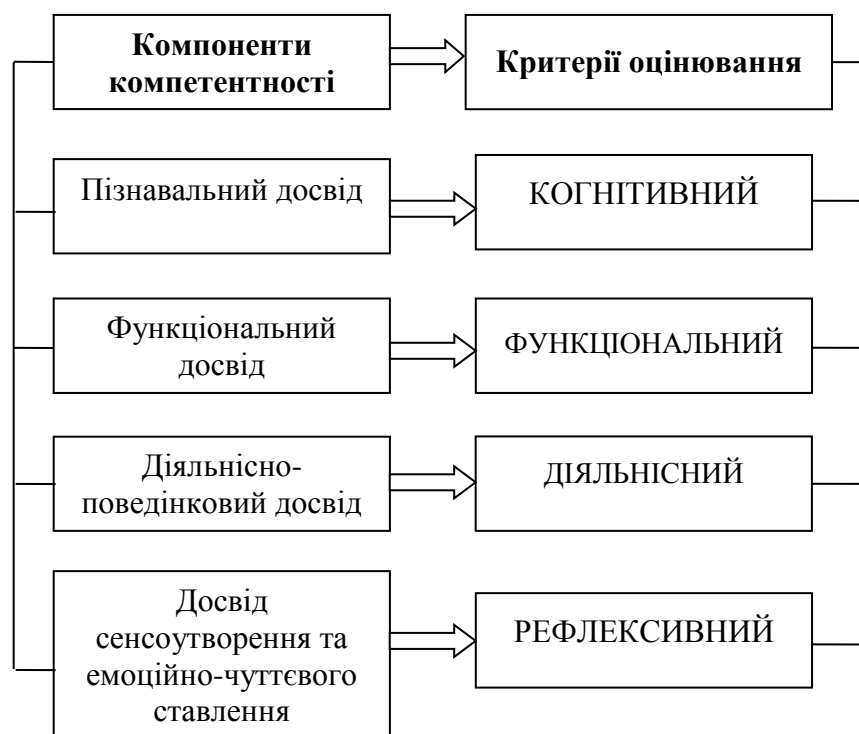 Компоненти
компетентності
Критерії оцінювання
Пізнавальний досвід
КОГНІТИВНИЙ
Функціональний
досвід
ФУНКЦІОНАЛЬНИЙ
Діяльнісно-
поведінковий досвід
ДІЯЛЬНІСНИЙ
Досвід
сенсоутворення та
емоційно-чуттєвого
ставлення
РЕФЛЕКСИВНИЙ